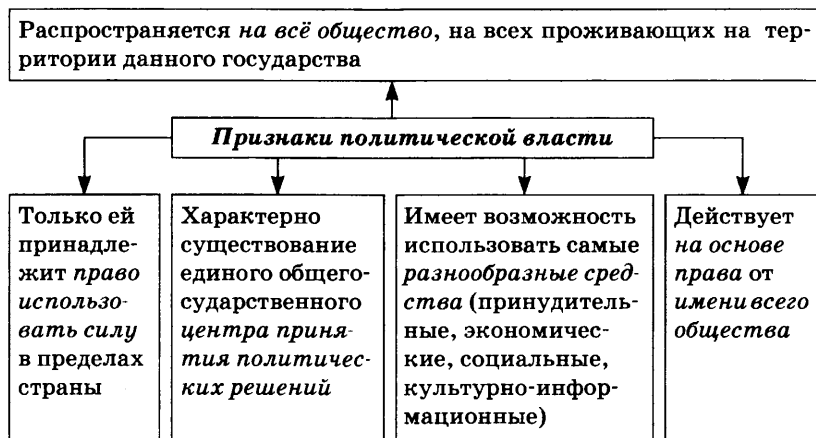 Распространяется на всё общество, на всех проживающих на тер-
ритории данного государства
Признаки политической власти
Только ей
принадле-
жит право
использо-
вать силу
в пределах
страны
Характерно
существование
единого общего-
сударственного
центра приня-
тия политичес-
ких решений
Имеет возможность
использовать самые
разнообразные сред-
ства (принудитель-
ные, экономичес-
кие, социальные,
культурно-инфор-
мационные)
Действует
на основе
права от
имени всего
общества